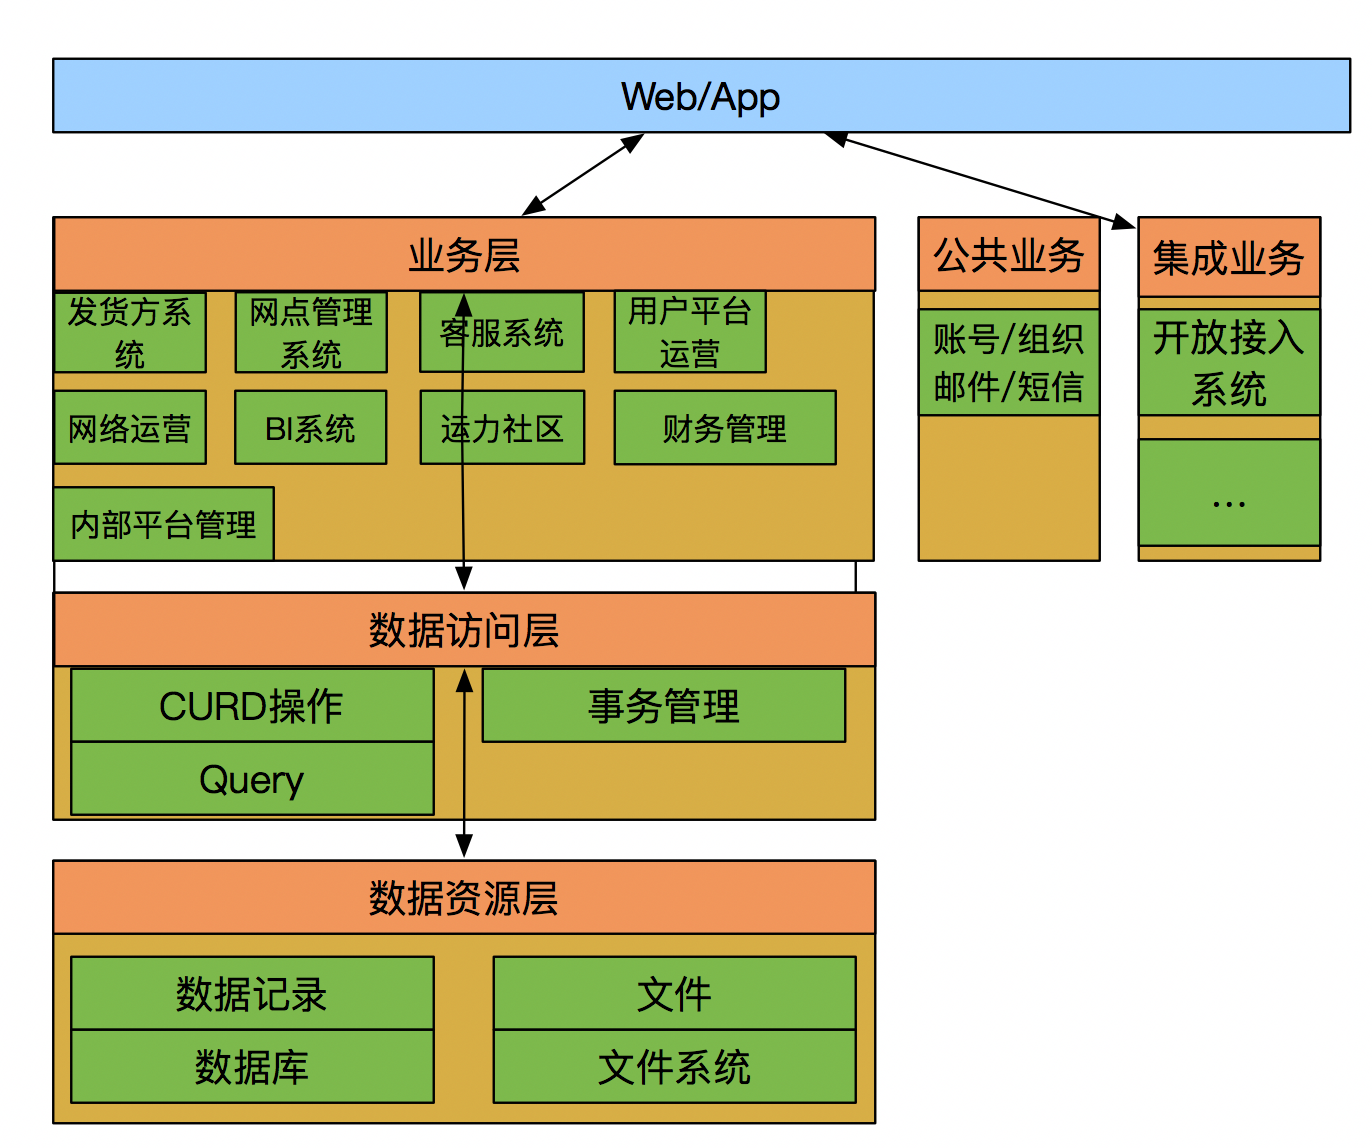 Web/App
业务层
发货方系
统
网点管理
系统
客服系统
用户平台
运营
网络运营
BI系统
运力社区
财务管理
内部平台管理
公共业务
账号/组织
邮件/短信
集成业务
开放接入
系统
...
数据访问层
CURD操作
Query
事务管理
数据资源层
数据记录
数据库
文件
文件系统